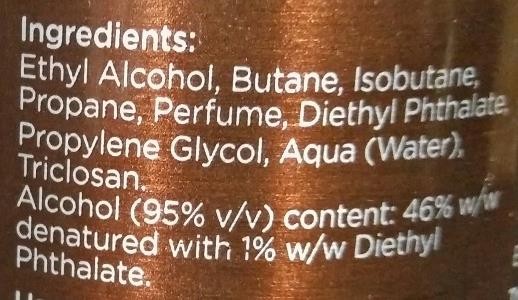 Ingredients:
Ethyl Alcohol, Butane, Isobutane,
Propane, Perfume, Diethyl Phthalate,
Propylene Glycol, Aqua (Water),
Triclosan.
Alcohol (95% v/v) content: 46% w/w
denatured with 1% w/w Diethyl
Phthalate.